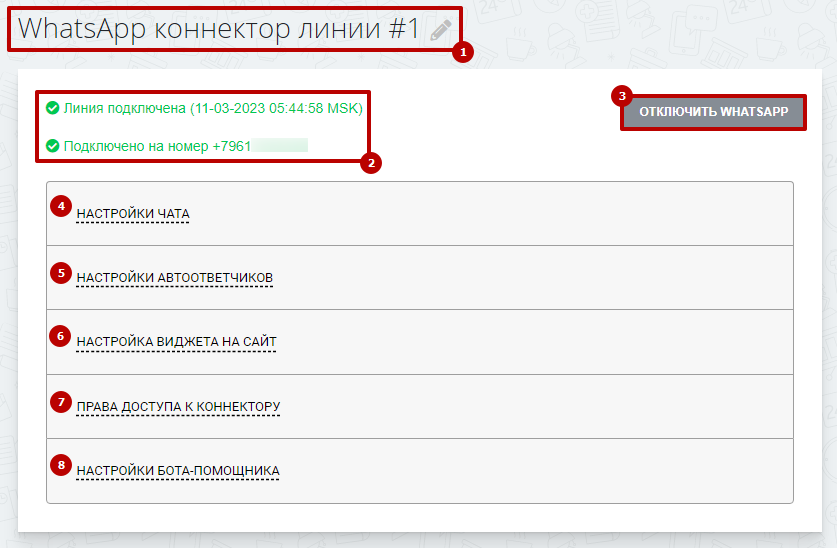 WhatsApp коннектор линии #1
1
Линия подключена (11-03-2023 05:44:58 MSK)
Подключено на номер +7961
2
3
ОТКЛЮЧИТЬ WHATSAPP
4
НАСТРОЙКИ ЧАТА
5
НАСТРОЙКИ АВТООТВЕТЧИКОВ
6
НАСТРОЙКА ВИДЖЕТА НА САЙТ
7
ПРАВА ДОСТУПА К КОННЕКТОРУ
8
НАСТРОЙКИ БОТА-ПОМОЩНИКА